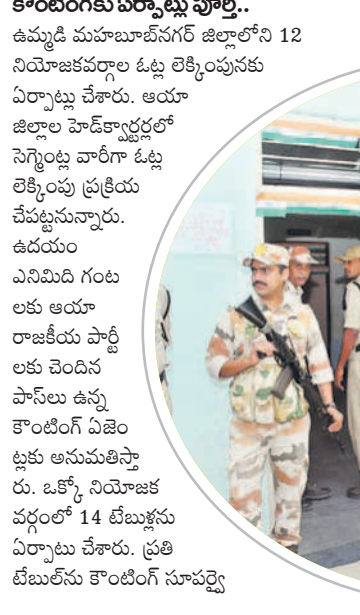 కౌంటింగ్‌కు ఏర్పాట్లు పూర్తి..
ఉమ్మడి మహబూబ్‌నగర్ జిల్లాలోని 12
నియోజకవర్గాల ఓట్ల లెక్కింపునకు
ఏర్పాట్లు చేశారు. ఆయా
జిల్లాల హెడ్‌క్వార్టర్లలో
సెగ్మెంట్ల వారీగా ఓట్ల
లెక్కింపు ప్రక్రియ
చేపట్టనున్నారు.
ఉదయం
ఎనిమిది గంట
లకు ఆయా
రాజకీయ పార్టీ
లకు చెందిన
పాస్‌లు ఉన్న
కౌంటింగ్ ఏజెం
ట్లకు అనుమతిస్తా
రు. ఒక్కో నియోజక
వర్గంలో 14 టేబుళ్లను
ఏర్పాటు చేశారు. ప్రతి
టేబుల్‌ను కౌంటింగ్ సూపర్వై